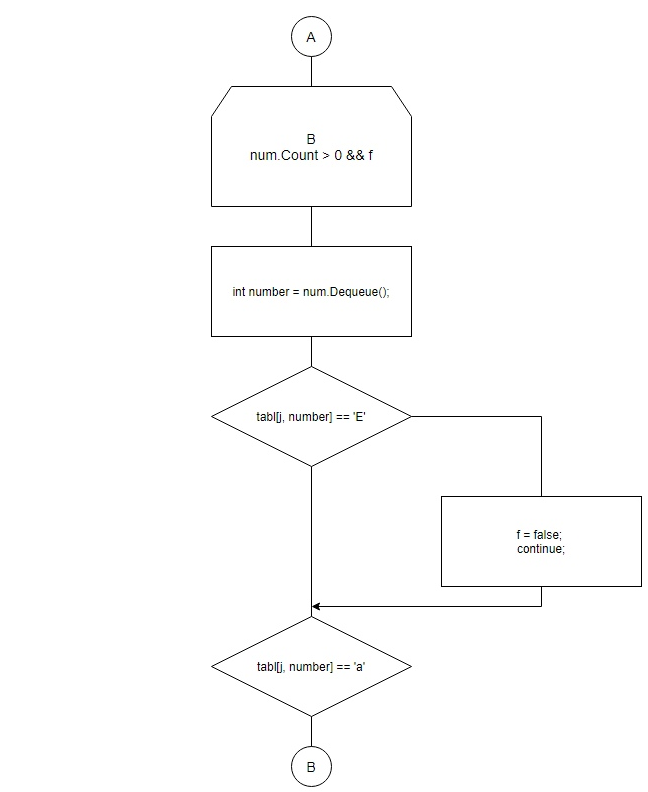 A
B
num.Count > 0 && f
int number = num.Dequeue();
tabl[j, number] == 'E'
f = false;
continue;
tabl[j, number] == 'a'
B